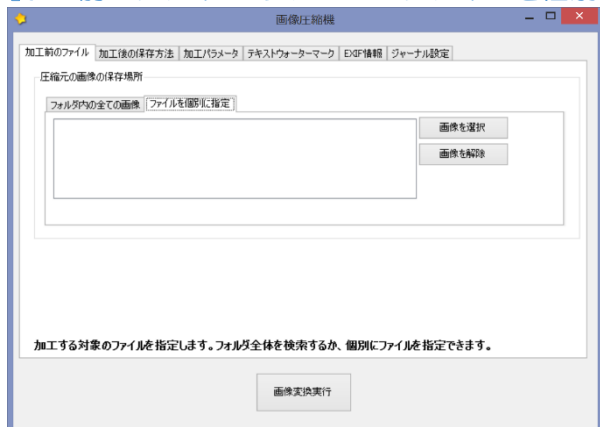 画像圧縮機
加工前のファイル 加工後の保存方法 加工パラメータ テキストウォーターマーク EXIF情報 ジャーナル設定
圧縮元の画像の保存場所
フォルダ内の全ての画像 ファイルを個別に指定
画像を選択
画像を解除
加工する対象のファイルを指定します。フォルダ全体を検索するか、個別にファイルを指定できます。
画像変換実行